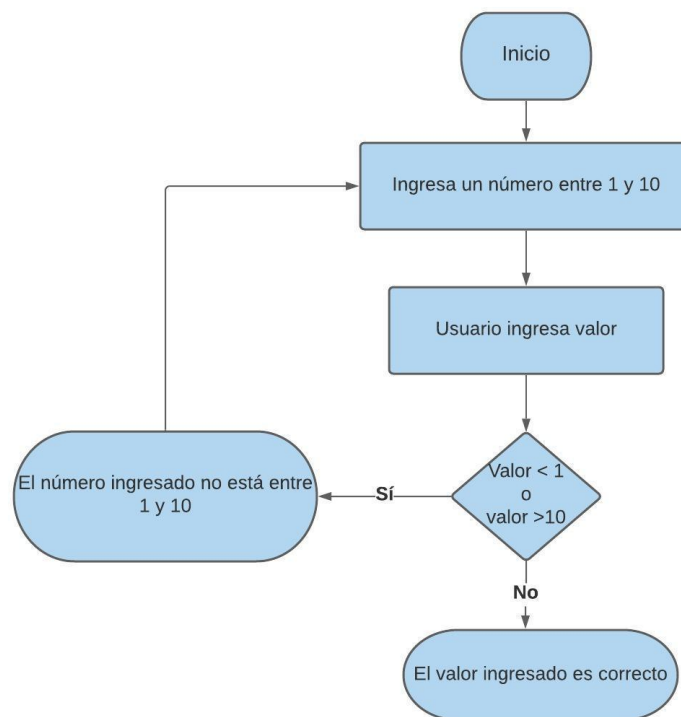 Inicio
Ingresa un número entre 1 y 10
Usuario ingresa valor
Valor < 1
o
valor >10
Sí
El número ingresado no está entre
1 y 10
No
El valor ingresado es correcto